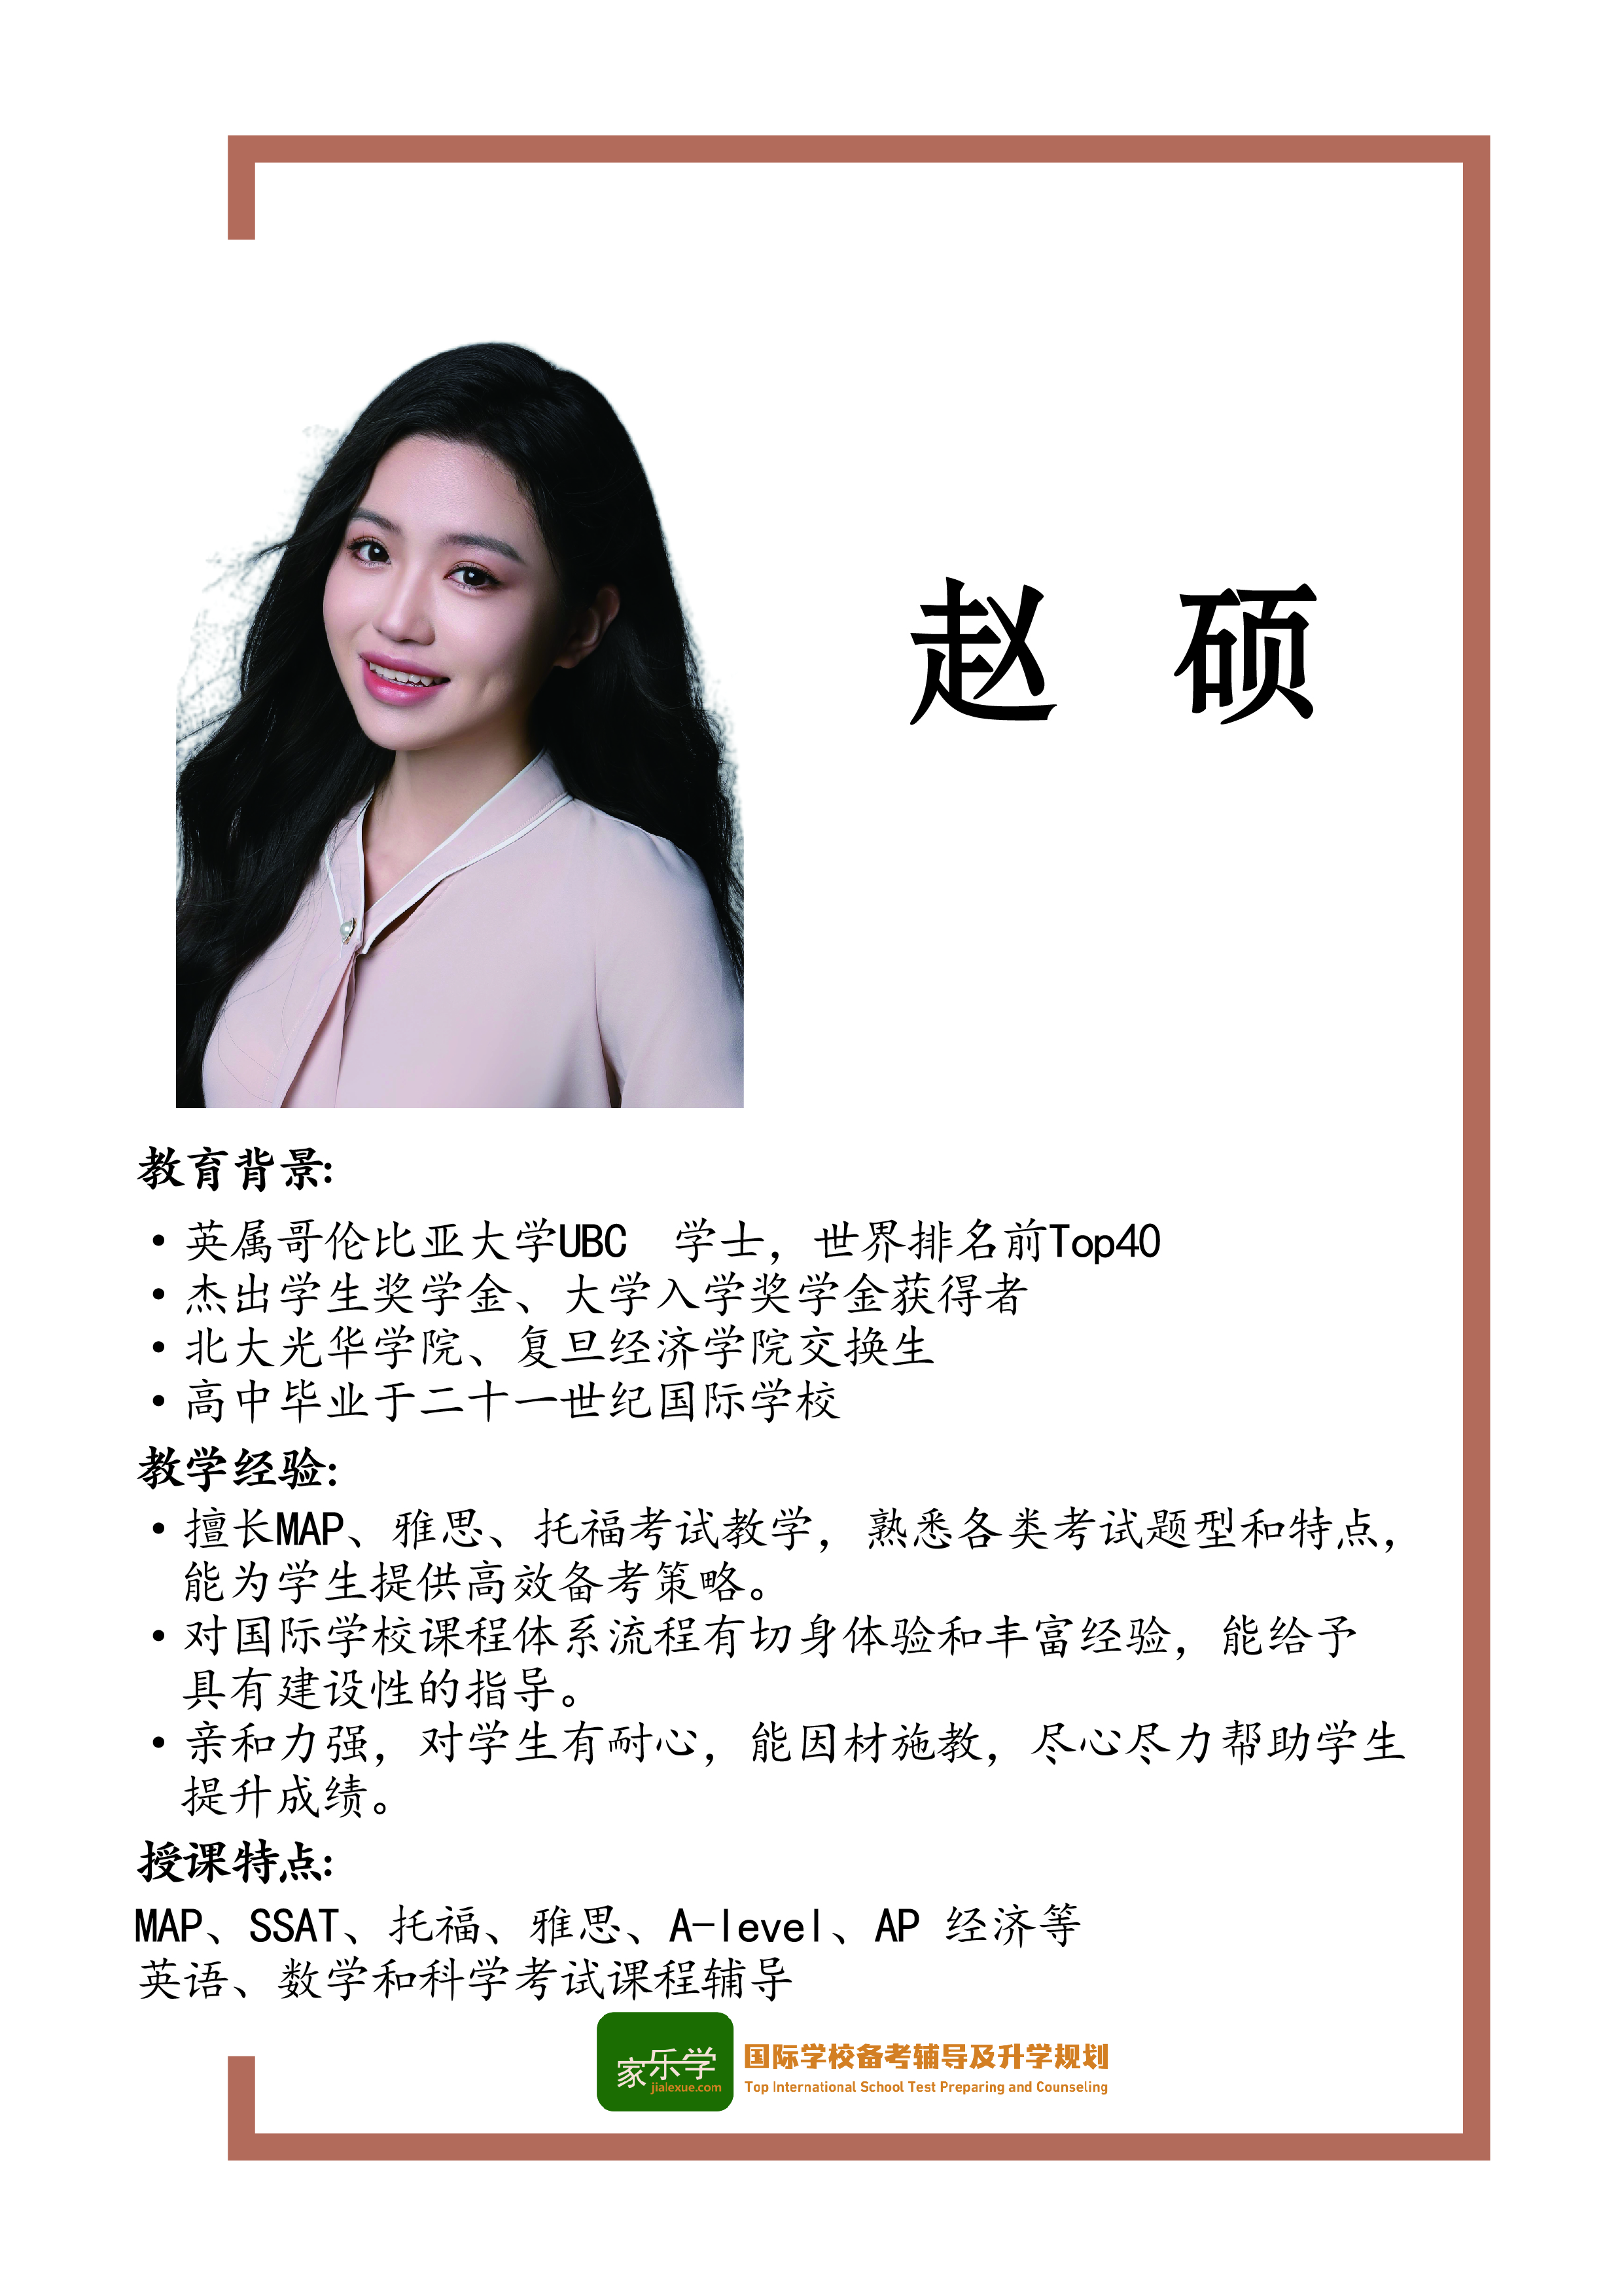 赵 硕
教育背景:
• 英属哥伦比亚大学UBC 学士，世界排名前Top40
• 杰出学生奖学金、大学入学奖学金获得者
• 北大光华学院、复旦经济学院交换生
• 高中毕业于二十一世纪国际学校
教学经验:
• 擅长MAP、雅思、托福考试教学，熟悉各类考试题型和特点，
能为学生提供高效备考策略。
• 对国际学校课程体系流程有切身体验和丰富经验，能给予
具有建设性的指导。
• 亲和力强，对学生有耐心，能因材施教，尽心尽力帮助学生
提升成绩。
授课特点:
MAP、SSAT、托福、雅思、A-level、AP 经济等
英语、数学和科学考试课程辅导
家乐学
jialexue.com
国际学校备考辅导及升学规划
Top International School Test Preparing and Counseling